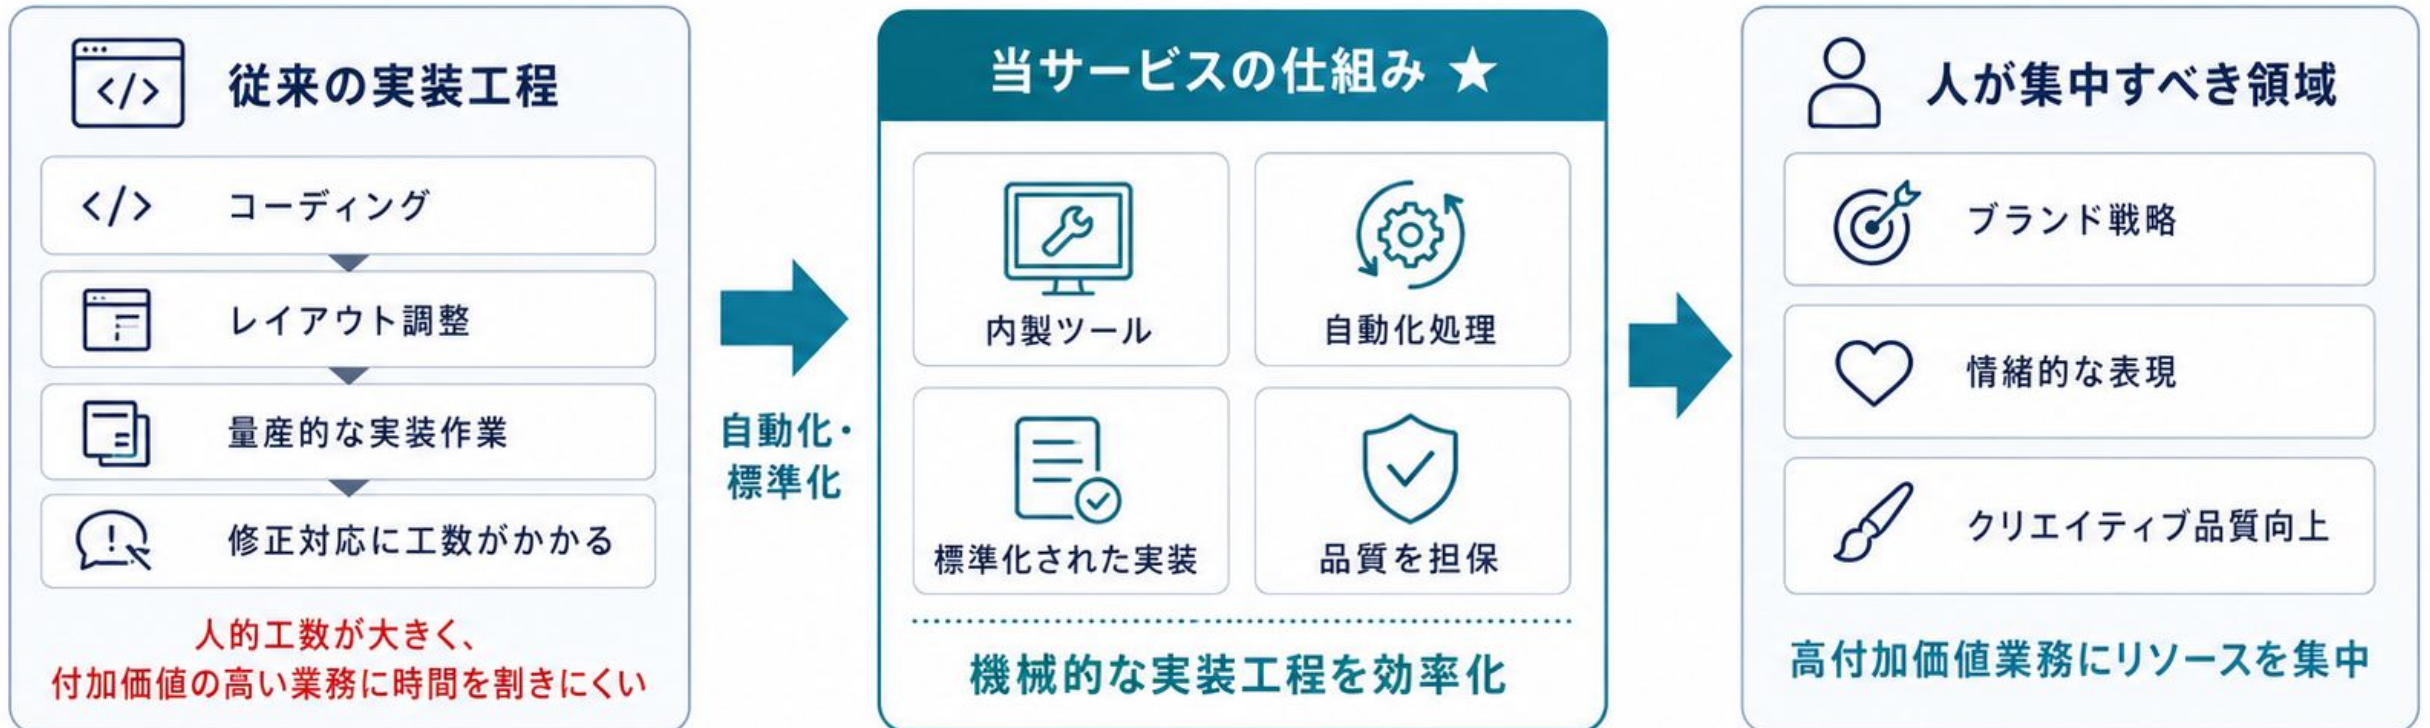 従来の実装工程
コーディング
レイアウト調整
量産的な実装作業
修正対応に工数がかかる
人的工数が大きく、
付加価値の高い業務に時間を割きにくい
自動化・
標準化
当サービスの仕組み ★
内製ツール
自動化処理
標準化された実装
品質を担保
機械的な実装工程を効率化
人が集中すべき領域
ブランド戦略
情緒的な表現
クリエイティブ品質向上
高付加価値業務にリソースを集中